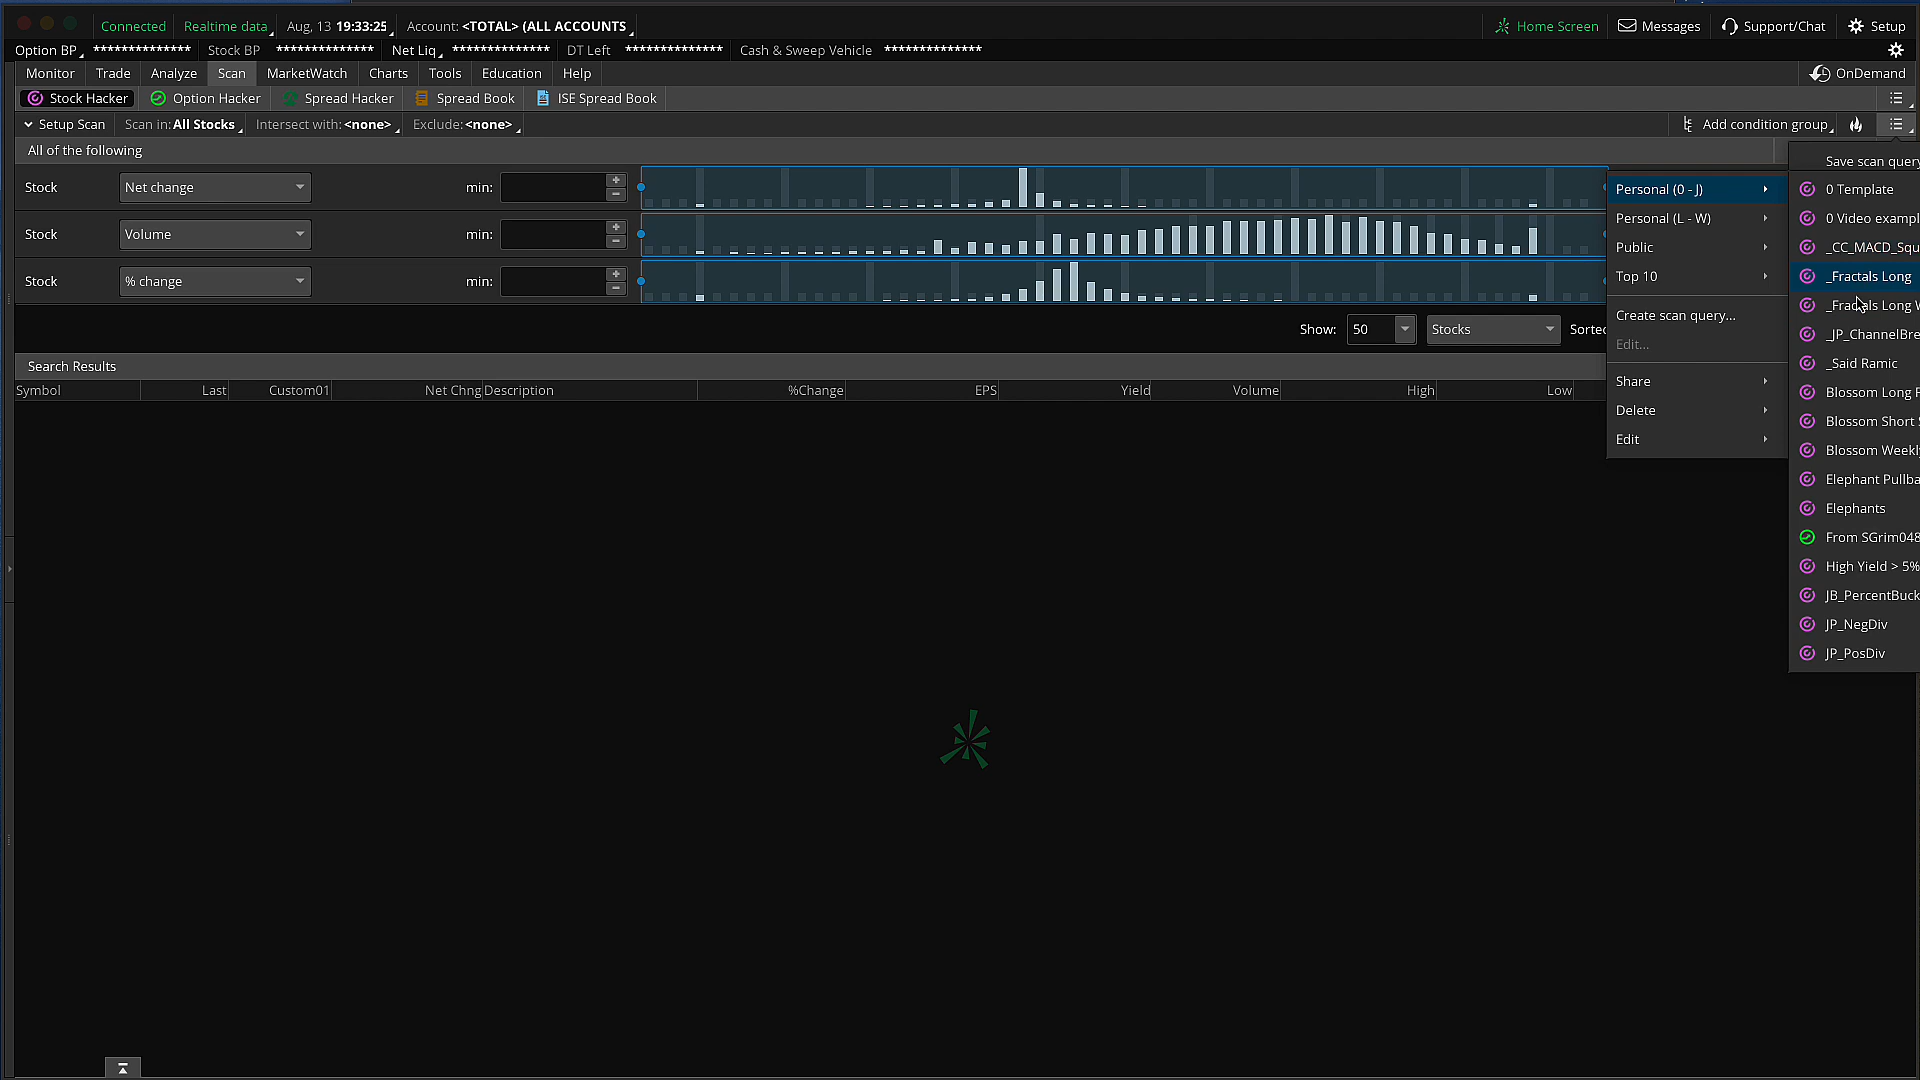 Connected Realtime data Aug, 13 19:33:25 Account: <TOTAL> (ALL ACCOUNTS Home Screen Messages Support/Chat Setup
Option BP ************** Stock BP ************** Net Liq ************** DT Left ************** Cash & Sweep Vehicle **************
Monitor Trade Analyze Scan MarketWatch Charts Tools Education Help OnDemand
Stock Hacker Option Hacker Spread Hacker Spread Book ISE Spread Book
Setup Scan Scan in: All Stocks Intersect with: <none> Exclude: <none> Add condition group
All of the following
Stock Net change min:
Stock Volume min:
Stock % change min:
Show: 50 Stocks Sorted
Search Results
Symbol Last Custom01 Net Chng Description %Change EPS Yield Volume High Low
Personal (0 - J)
Personal (L - W)
Public
Top 10
Create scan query...
Edit...
Share
Delete
Edit
Save scan query
0 Template
0 Video exampl
_CC_MACD_Squ
_Fractals Long
_Fractals Long W
_JP_ChannelBre
_Said Ramic
Blossom Long F
Blossom Short S
Blossom Weekly
Elephant Pullba
Elephants
From SGrim048
High Yield > 5%
JB_PercentBuck
JP_NegDiv
JP_PosDiv